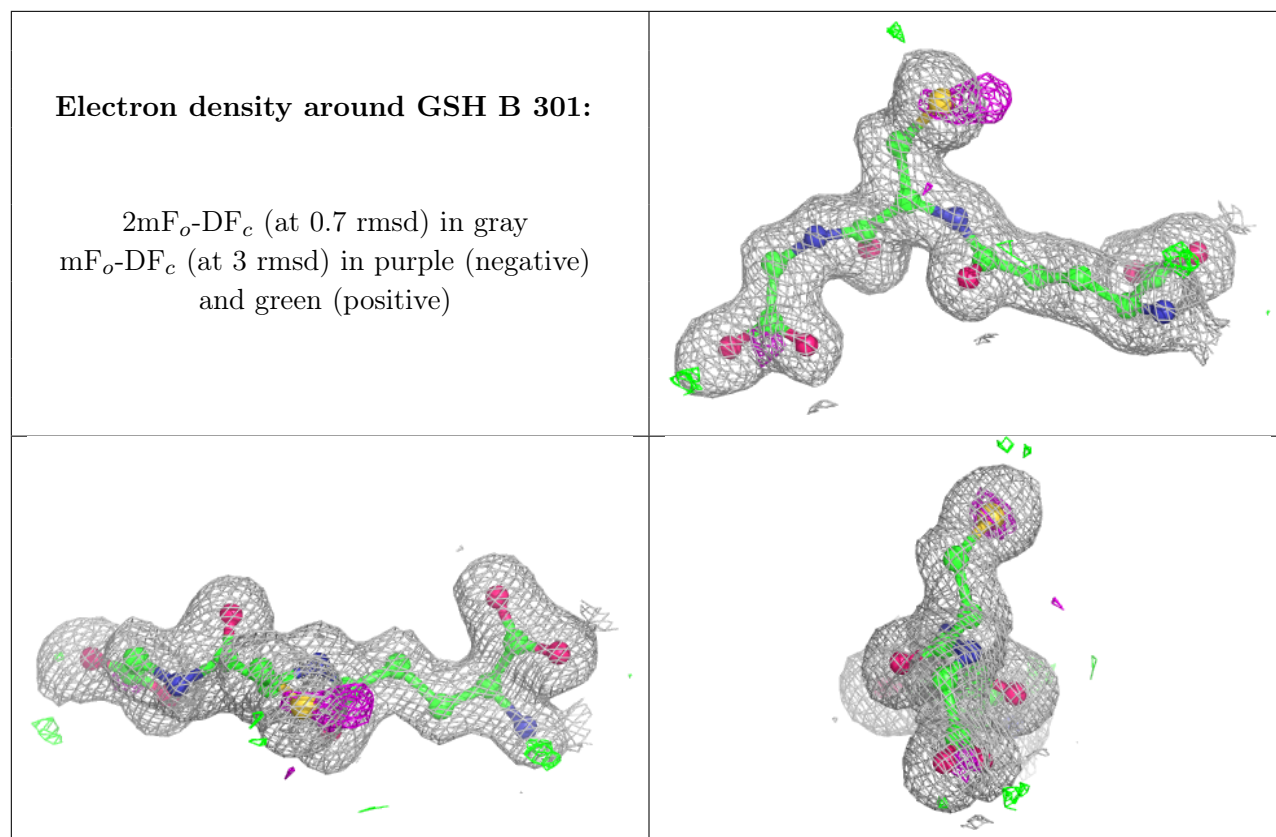 Electron density around GSH B 301:
2mFo-DFc (at 0.7 rmsd) in gray
mFo-DFc (at 3 rmsd) in purple (negative)
and green (positive)